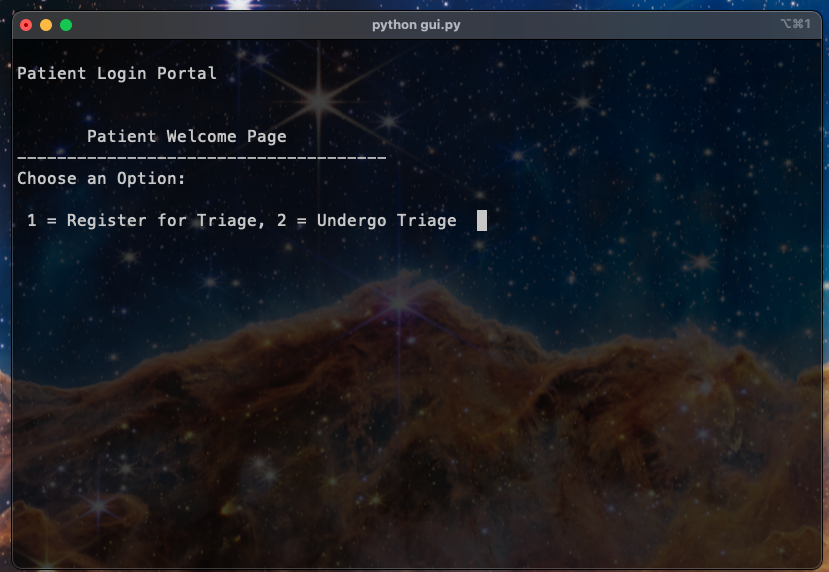 python gui.py
⌥⌘1
Patient Login Portal
Patient Welcome Page
-------------------------------------
Choose an Option:
1 = Register for Triage, 2 = Undergo Triage